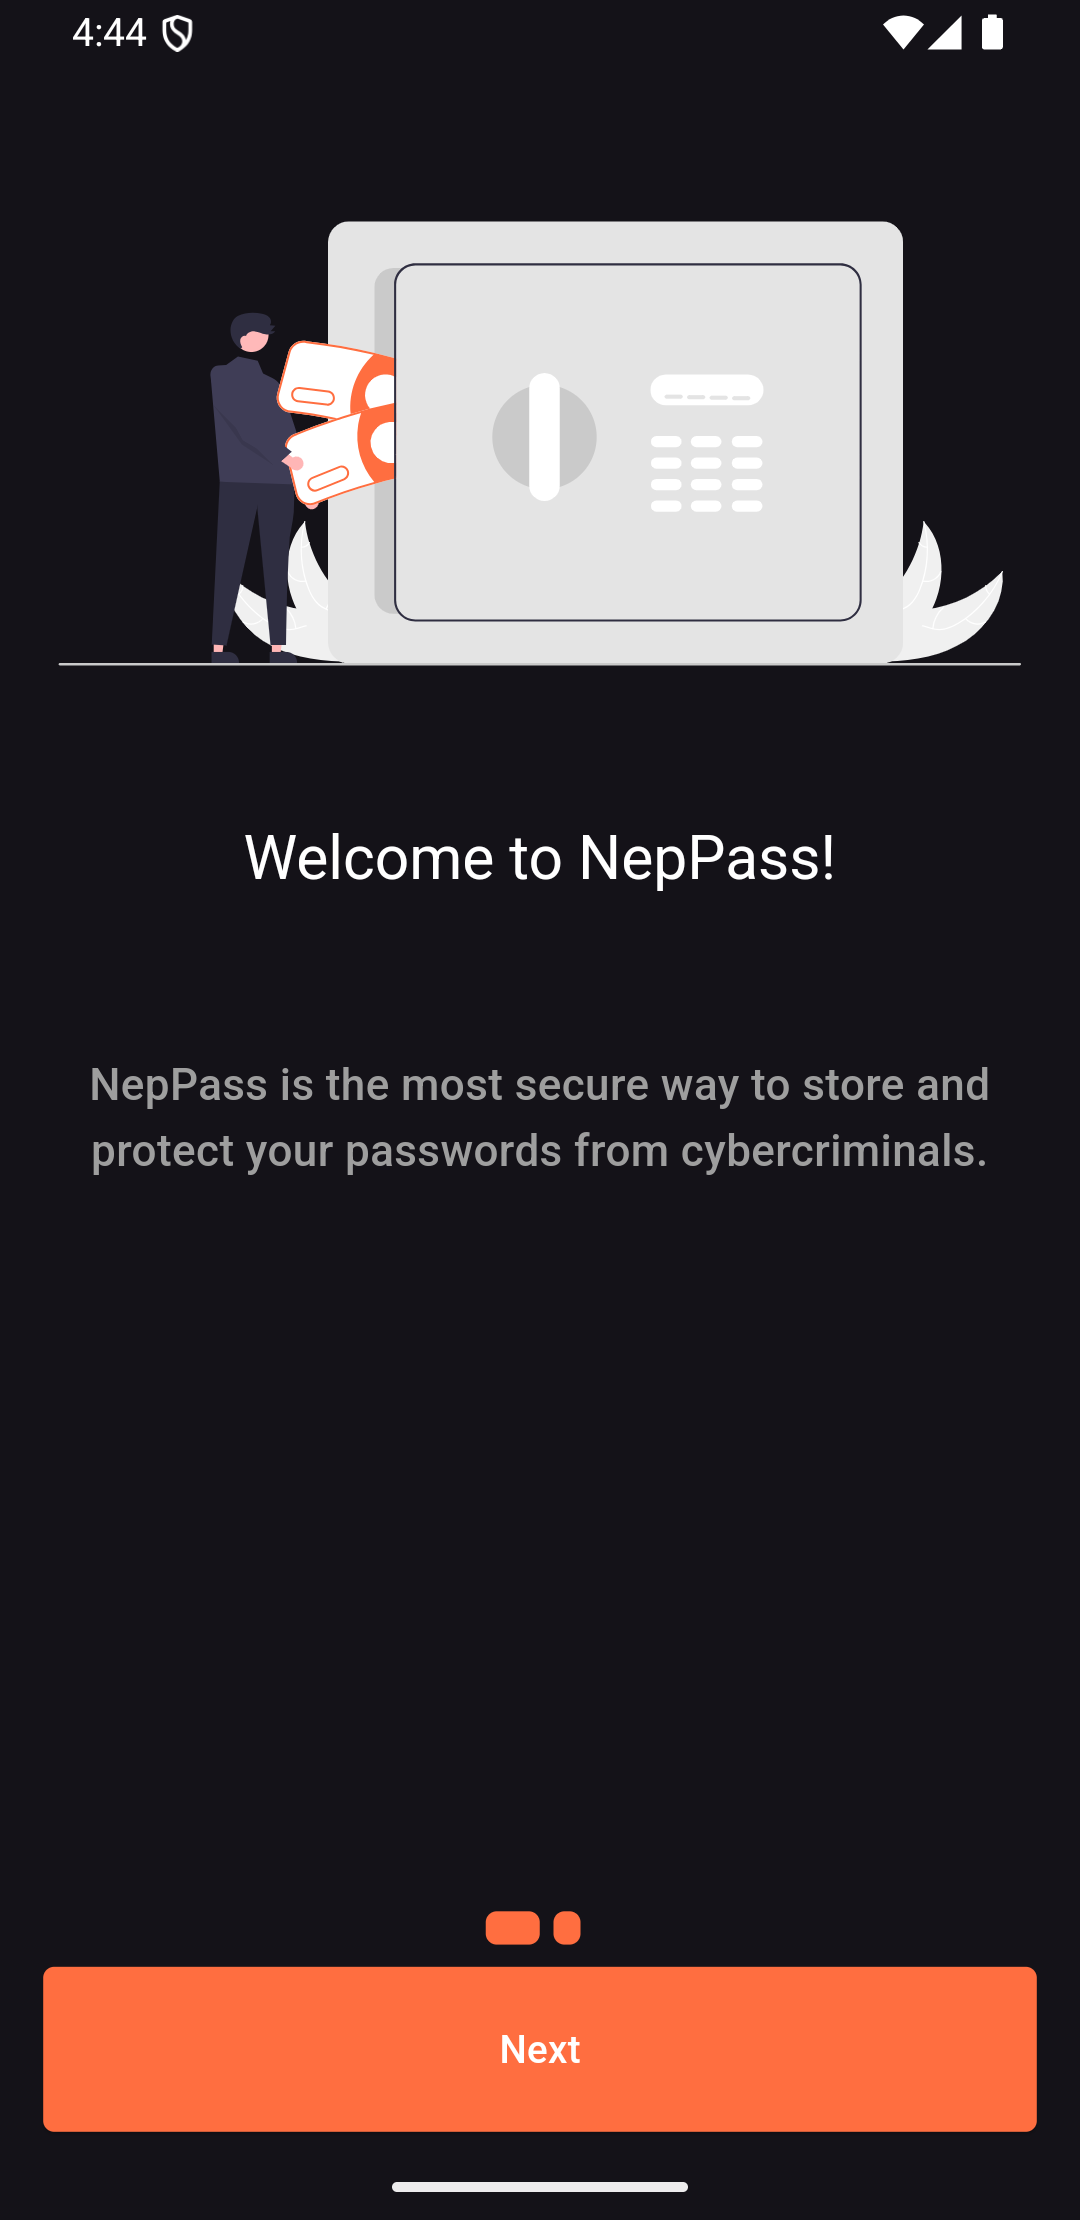 4:44
Welcome to NepPass!
NepPass is the most secure way to store and
protect your passwords from cybercriminals.
Next